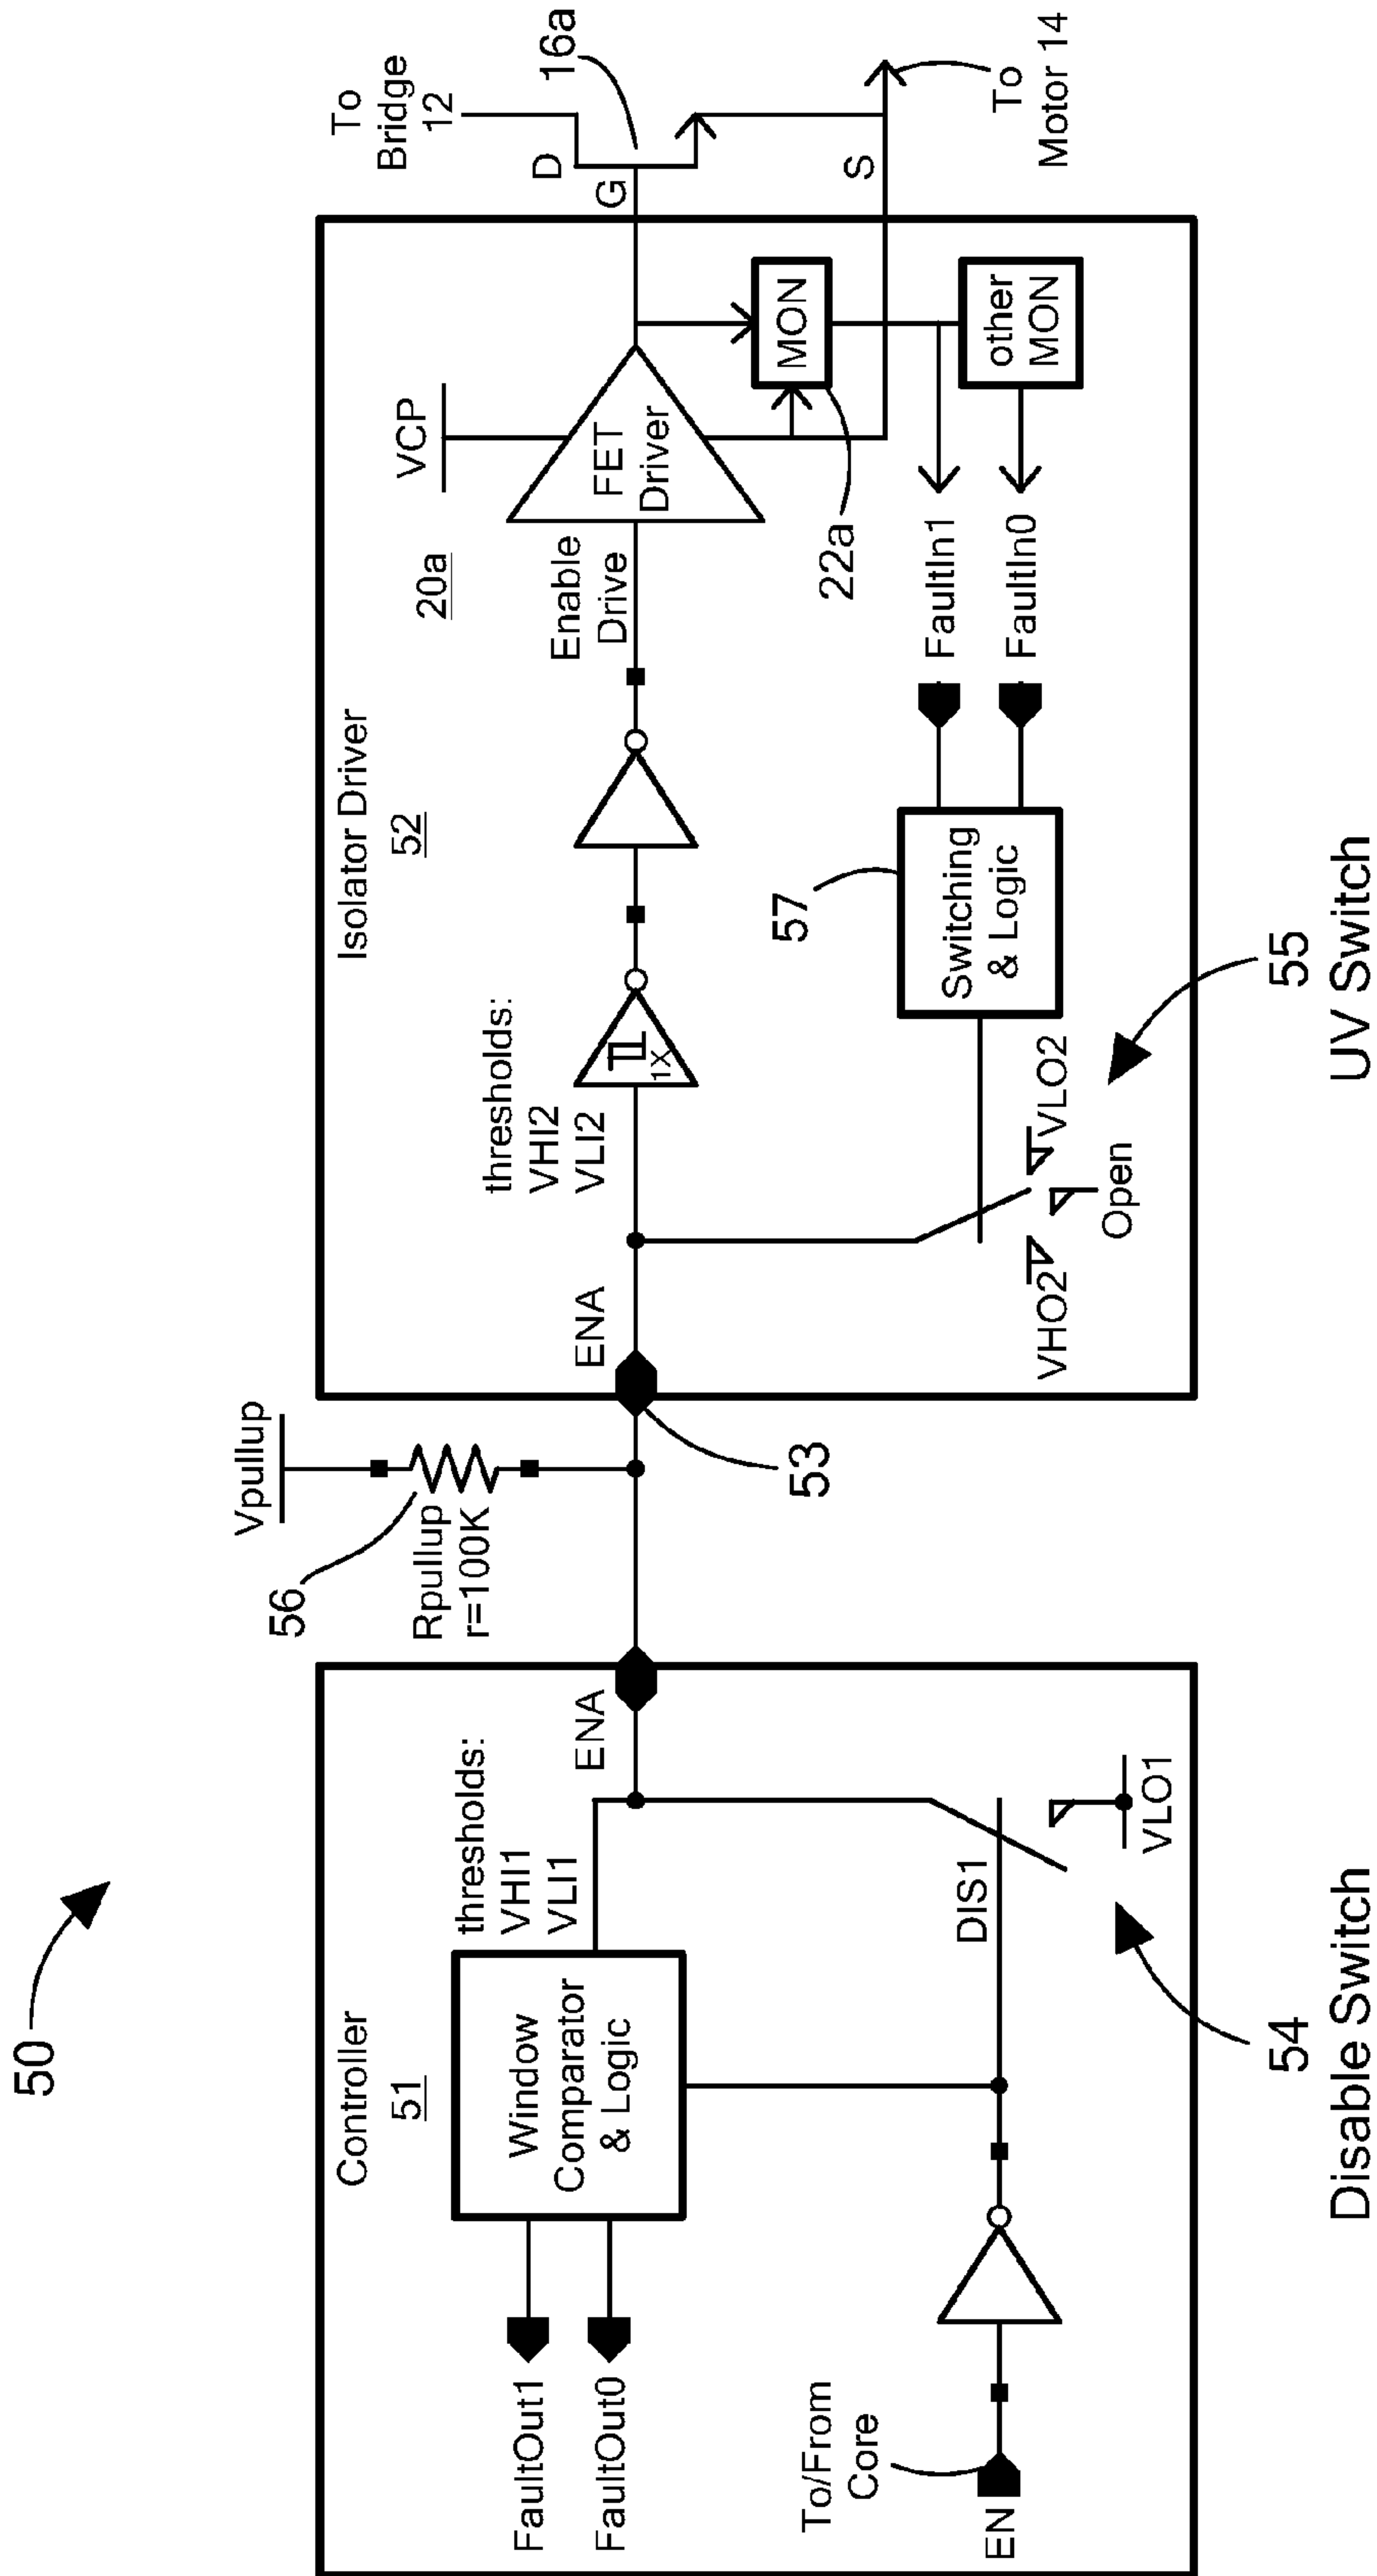 50
Controller
51
Window
Comparator
& Logic
thresholds:
VHI1
VLI1
ENA
FaultOut1
FaultOut0
To/From
Core
EN
DIS1
VLO1
54
Disable Switch
Vpullup
56
Rpullup
r=100K
53
Isolator Driver
52
20a
ENA
thresholds:
VHI2
VLI2
1X
Enable
Drive
VCP
FET
Driver
MON
22a
other
MON
FaultIn1
FaultIn0
57
Switching
& Logic
VHO2
Open
VLO2
55
UV Switch
To
Bridge
12
16a
D
G
S
To
Motor 14